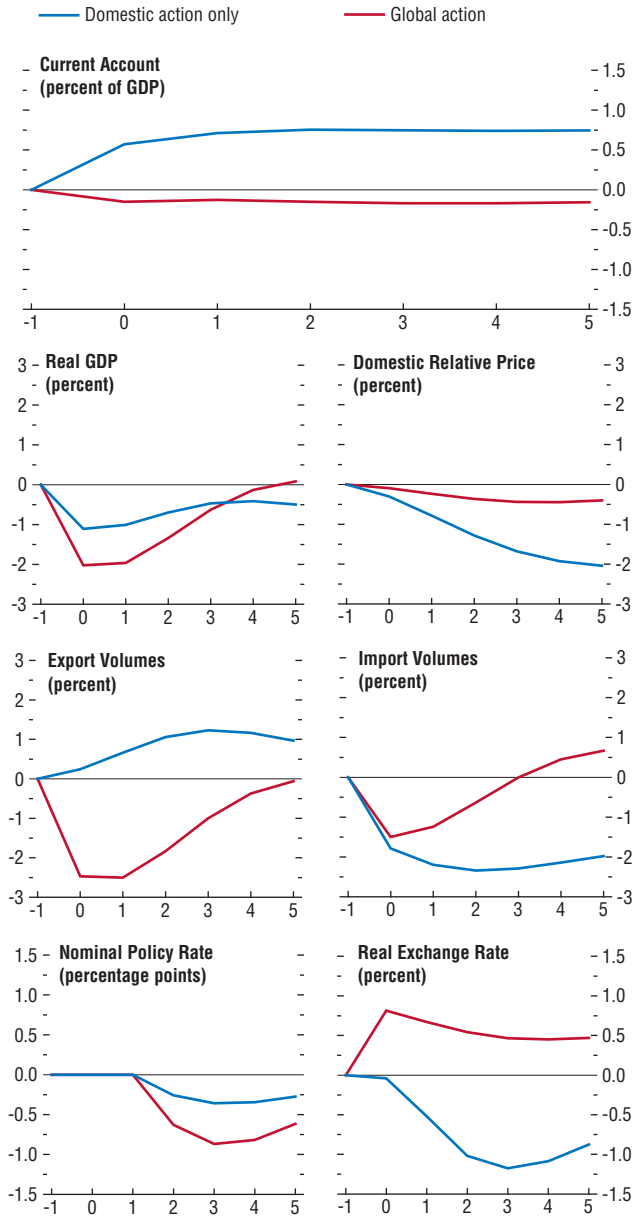 Domestic action only Global action
Current Account
(percent of GDP)
1.5
1.0
0.5
0.0
-0.5
-1.0
-1.5
-1 0 1 2 3 4 5
Real GDP
(percent)
3
2
1
0
-1
-2
-3
-1 0 1 2 3 4 5
Domestic Relative Price
(percent)
3
2
1
0
-1
-2
-3
-1 0 1 2 3 4 5
Export Volumes
(percent)
3
2
1
0
-1
-2
-3
-1 0 1 2 3 4 5
Import Volumes
(percent)
3
2
1
0
-1
-2
-3
-1 0 1 2 3 4 5
Nominal Policy Rate
(percentage points)
1.5
1.0
0.5
0.0
-0.5
-1.0
-1.5
-1 0 1 2 3 4 5
Real Exchange Rate
(percent)
1.5
1.0
0.5
0.0
-0.5
-1.0
-1.5
-1 0 1 2 3 4 5